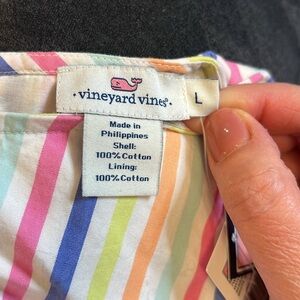 vineyard vines®
L
Made in
Philippines
Shell:
100%Cotton
Lining:
100%Cotton